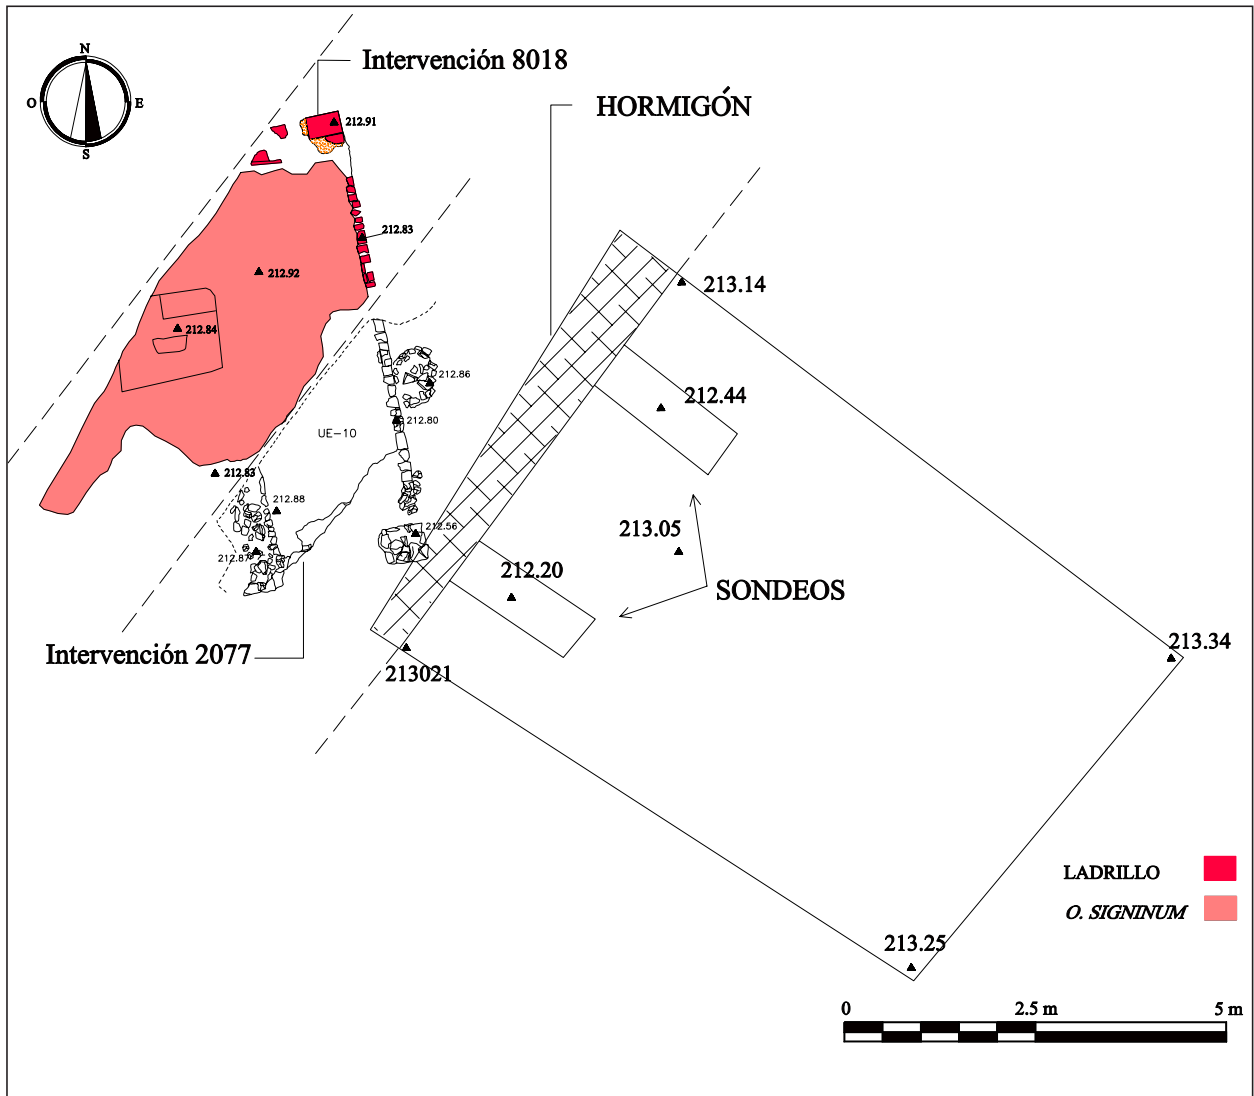 N
O
E
S
Intervención 8018
HORMIGÓN
212.91
212.83
212.92
213.14
212.84
212.86
212.44
212.80
UE-10
212.83
212.88
212.56
213.05
212.87
212.20
SONDEOS
213.34
Intervención 2077
213021
LADRILLO
O. SIGNINUM
213.25
0 2.5 m 5 m